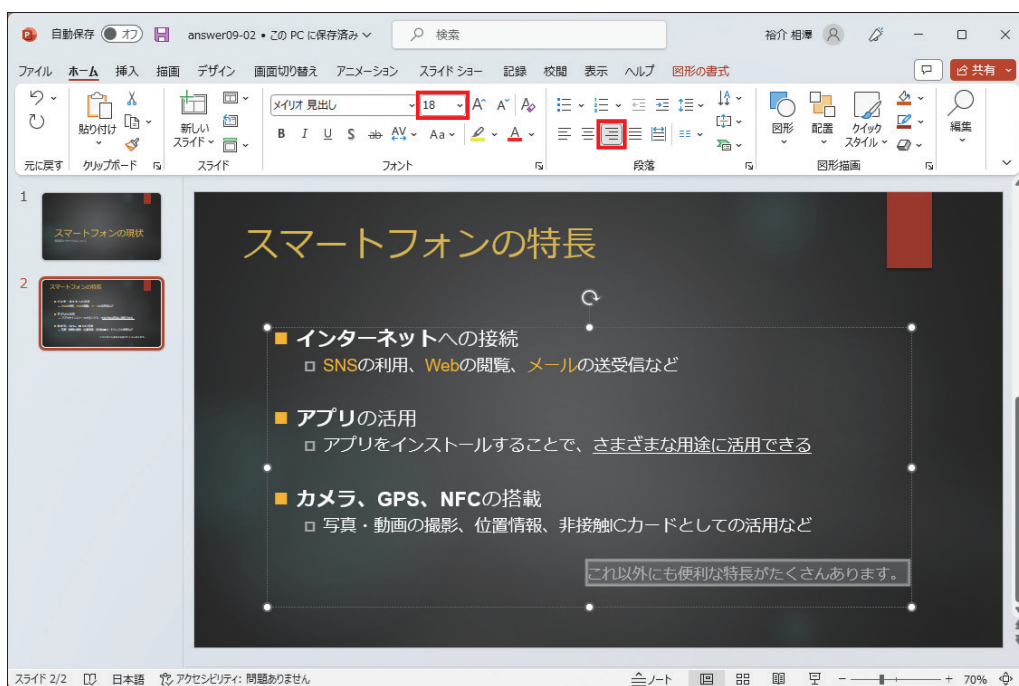 自動保存 オフ answer09-02 • この PC に保存済み 検索 裕介 相澤
ファイル ホーム 挿入 描画 デザイン 画面切り替え アニメーション スライド ショー 記録 校閲 表示 ヘルプ 図形の書式 共有
メイリオ 見出し 18
貼り付け 新しい スライド B I U S ab AV Aa A 図形 配置 クイック スタイル 編集
元に戻す クリップボード スライド フォント 段落 図形描画
1
スマートフォンの現状
2
スマートフォンの特長
■ インターネットへの接続
□ SNSの利用、Webの閲覧、メールの送受信など
■ アプリの活用
□ アプリをインストールすることで、さまざまな用途に活用できる
■ カメラ、GPS、NFCの搭載
□ 写真・動画の撮影、位置情報、非接触ICカードとしての活用など
これ以外にも便利な特長がたくさんあります。
スライド 2/2 日本語 アクセシビリティ: 問題ありません ノート 70%